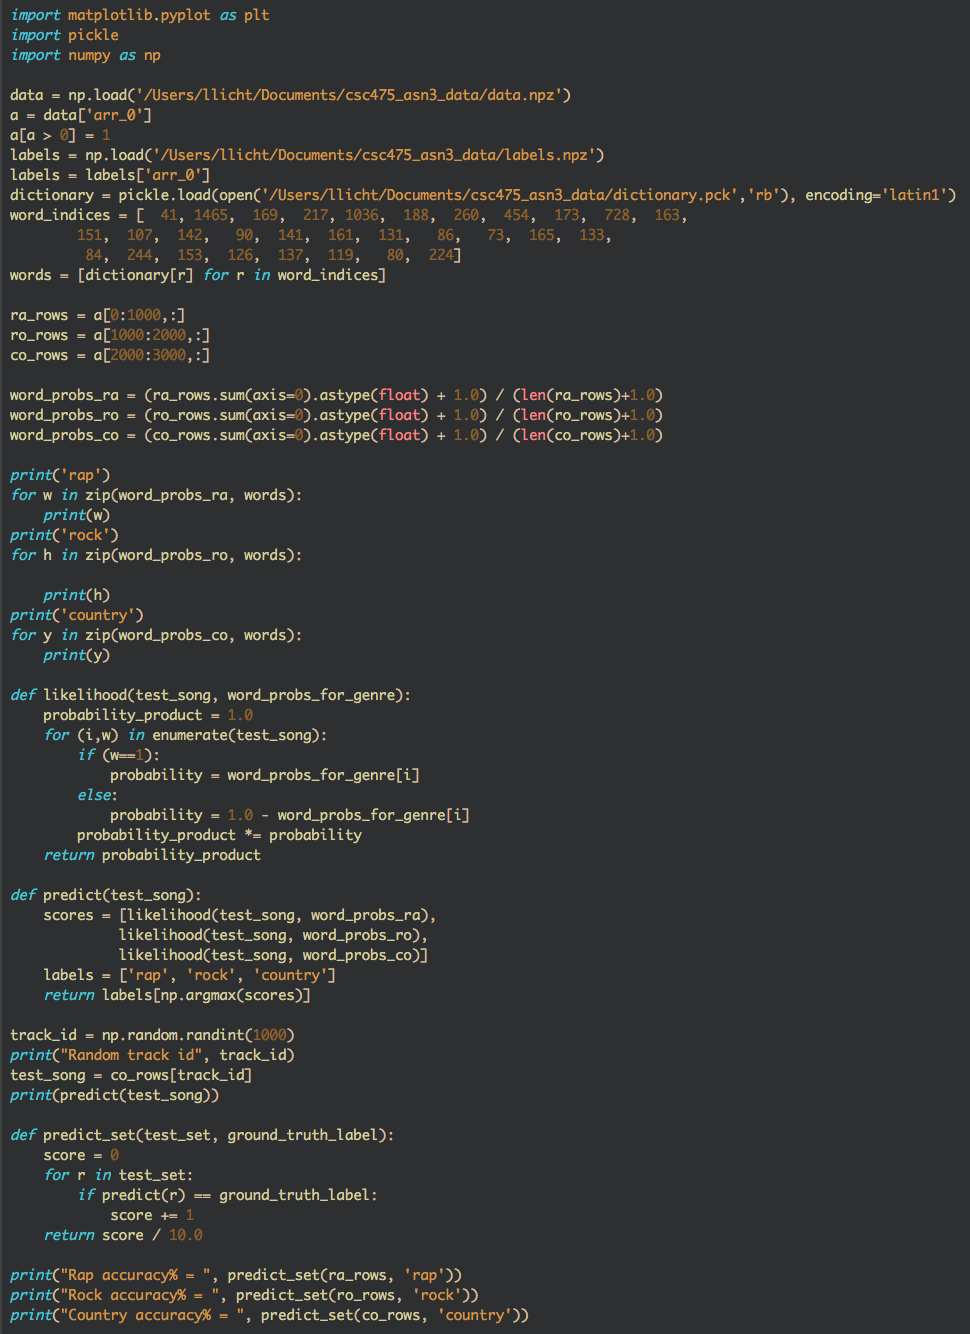 import matplotlib.pyplot as plt
import pickle
import numpy as np

data = np.load('/Users/llicht/Documents/csc475_asn3_data/data.npz')
a = data['arr_0']
a[a > 0] = 1
labels = np.load('/Users/llicht/Documents/csc475_asn3_data/labels.npz')
labels = labels['arr_0']
dictionary = pickle.load(open('/Users/llicht/Documents/csc475_asn3_data/dictionary.pck','rb'), encoding='latin1')
word_indices = [  41, 1465,  169,  217, 1036,  188,  260,  454,  173,  728,  163,
        151,  107,  142,   90,  141,  161,  131,   86,   73,  165,  133,
         84,  244,  153,  126,  137,  119,   80,  224]
words = [dictionary[r] for r in word_indices]

ra_rows = a[0:1000,:]
ro_rows = a[1000:2000,:]
co_rows = a[2000:3000,:]

word_probs_ra = (ra_rows.sum(axis=0).astype(float) + 1.0) / (len(ra_rows)+1.0)
word_probs_ro = (ro_rows.sum(axis=0).astype(float) + 1.0) / (len(ro_rows)+1.0)
word_probs_co = (co_rows.sum(axis=0).astype(float) + 1.0) / (len(co_rows)+1.0)

print('rap')
for w in zip(word_probs_ra, words):
    print(w)
print('rock')
for h in zip(word_probs_ro, words):

    print(h)
print('country')
for y in zip(word_probs_co, words):
    print(y)

def likelihood(test_song, word_probs_for_genre):
    probability_product = 1.0
    for (i,w) in enumerate(test_song):
        if (w==1):
            probability = word_probs_for_genre[i]
        else:
            probability = 1.0 - word_probs_for_genre[i]
        probability_product *= probability
    return probability_product

def predict(test_song):
    scores = [likelihood(test_song, word_probs_ra),
             likelihood(test_song, word_probs_ro),
             likelihood(test_song, word_probs_co)]
    labels = ['rap', 'rock', 'country']
    return labels[np.argmax(scores)]

track_id = np.random.randint(1000)
print("Random track id", track_id)
test_song = co_rows[track_id]
print(predict(test_song))

def predict_set(test_set, ground_truth_label):
    score = 0
    for r in test_set:
        if predict(r) == ground_truth_label:
            score += 1
    return score / 10.0

print("Rap accuracy% = ", predict_set(ra_rows, 'rap'))
print("Rock accuracy% = ", predict_set(ro_rows, 'rock'))
print("Country accuracy% = ", predict_set(co_rows, 'country'))